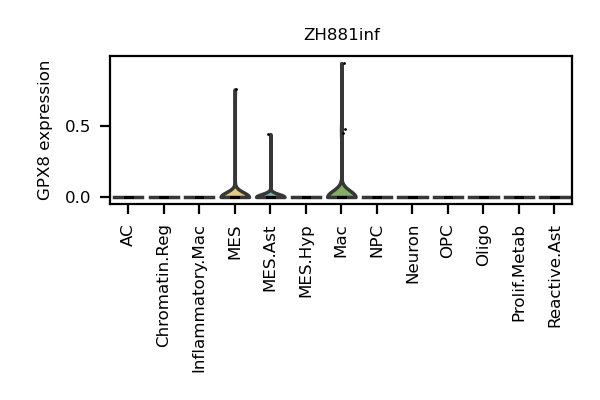 ZH881inf
GPX8 expression
0.5
0.0
AC
Chromatin.Reg
Inflammatory.Mac
MES
MES.Ast
MES.Hyp
Mac
NPC
Neuron
OPC
Oligo
Prolif.Metab
Reactive.Ast